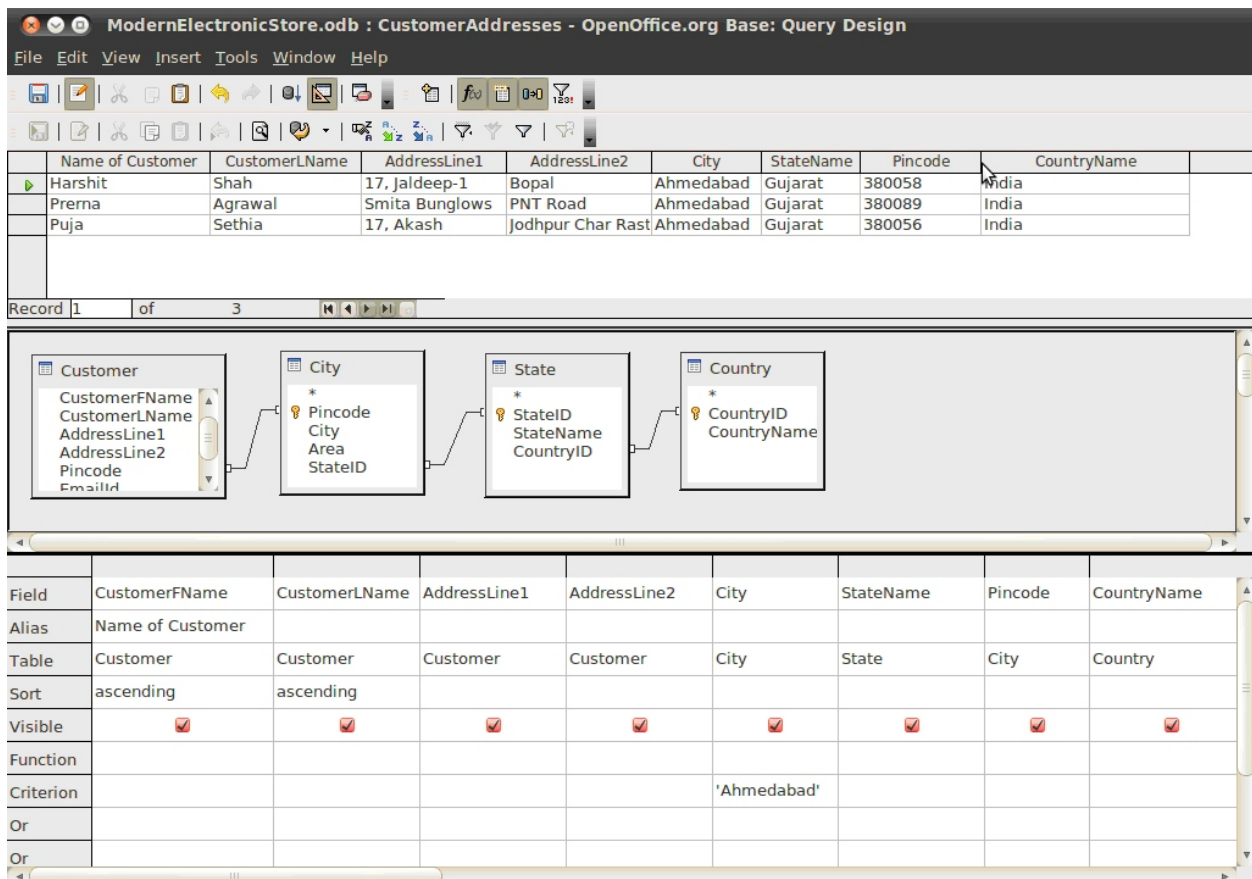 ModernElectronicStore.odb : CustomerAddresses - OpenOffice.org Base: Query Design
File Edit View Insert Tools Window Help
Name of Customer CustomerLName AddressLine1 AddressLine2 City StateName Pincode CountryName
Harshit Shah 17, Jaldeep-1 Bopal Ahmedabad Gujarat 380058 India
Prerna Agrawal Smita Bunglows PNT Road Ahmedabad Gujarat 380089 India
Puja Sethia 17, Akash Jodhpur Char Rast Ahmedabad Gujarat 380056 India
Record 1 of 3
Customer
CustomerFName
CustomerLName
AddressLine1
AddressLine2
Pincode
EmailId
City
*
Pincode
City
Area
StateID
State
*
StateID
StateName
CountryID
Country
*
CountryID
CountryName
Field CustomerFName CustomerLName AddressLine1 AddressLine2 City StateName Pincode CountryName
Alias Name of Customer
Table Customer Customer Customer Customer City State City Country
Sort ascending ascending
Visible
Function
Criterion 'Ahmedabad'
Or
Or